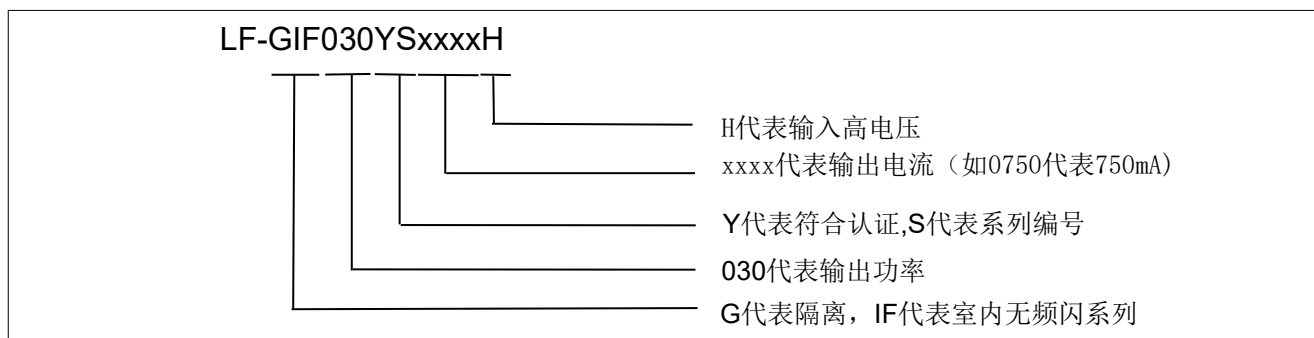 LF-GIF030YSxxxxH
H代表输入高电压
xxxx代表输出电流（如0750代表750mA)
Y代表符合认证,S代表系列编号
030代表输出功率
G代表隔离，IF代表室内无频闪系列